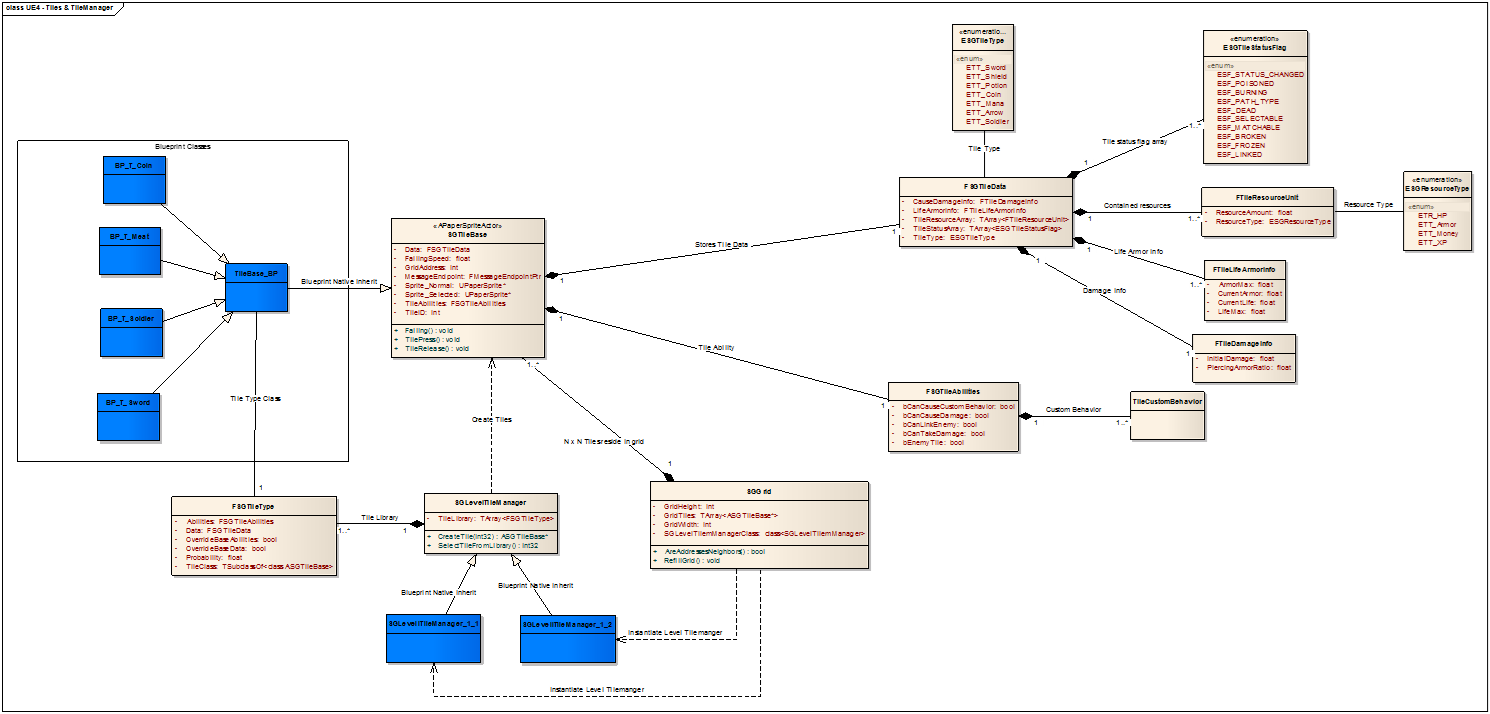 class UE4 - Tiles & TileManager
«enumeratio...
ESGTileType
«enum»
ETT_Sword
ETT_Shield
ETT_Potion
ETT_Coin
ETT_Mana
ETT_Arrow
ETT_Soldier
«enumeration»
ESGTileStatusFlag
«enum»
ESF_STATUS_CHANGED
ESF_POISONED
ESF_BURNING
ESF_PATH_TYPE
ESF_DEAD
ESF_SELECTABLE
ESF_MATCHABLE
ESF_BROKEN
ESF_FROZEN
ESF_LINKED
Tile Type
Tile status flag array
1
1..*
Blueprint Classes
BP_T_Coin
BP_T_Meat
BP_T_Soldier
BP_T_Sword
TileBase_BP
Blueprint Native Inherit
Tile Type Class
1
«APaperSpriteActor»
SGTileBase
- Data: FSGTileData
- FallingSpeed: float
- GridAddress: int
- MessageEndpoint: FMessageEndpointPtr
- Sprite_Normal: UPaperSprite*
- Sprite_Selected: UPaperSprite*
- TileAbilities: FSGTileAbilities
- TileID: int
+ Falling() : void
+ TilePress() : void
+ TileRelease() : void
Stores Tile Data
1
1
FSGTileData
- CauseDamageInfo: FTileDamageInfo
- LifeArmorInfo: FTileLifeArmorInfo
- TileResourceArray: TArray<FTileResourceUnit>
- TileStatusArray: TArray<ESGTileStatusFlag>
- TileType: ESGTileType
Contained resources
1
1..*
FTileResourceUnit
- ResourceAmount: float
- ResourceType: ESGResourceType
Resource Type
«enumeration»
ESGResourceType
«enum»
ETR_HP
ETR_Armor
ETR_Money
ETR_XP
Life Armor Info
1
1..*
FTileLifeArmorInfo
- ArmorMax: float
- CurrentArmor: float
- CurrentLife: float
- LifeMax: float
Damage Info
1
1
FTileDamageInfo
- InitialDamage: float
- PiercingArmorRatio: float
Tile Ability
1
1
FSGTileAbilities
- bCanCauseCustomBehavior: bool
- bCanCauseDamage: bool
- bCanLinkEnemy: bool
- bCanTakeDamage: bool
- bEnemyTile: bool
Custom Behavior
1
1..*
TileCustomBehavior
Create Tiles
1..*
N x N Tiles reside in grid
1
FSGTileType
- Abilities: FSGTileAbilities
- Data: FSGTileData
- OverrideBaseAbilities: bool
- OverrideBaseData: bool
- Probability: float
- TileClass: TSubclassOf<class ASGTileBase>
Tile Library
1..*
1
SGLevelTileManager
- TileLibrary: TArray<FSGTileType>
+ CreateTile(int32) : ASGTileBase*
+ SelectTileFromLibrary() : int32
SGGrid
- GridHeight: int
- GridTiles: TArray<ASGTileBase*>
- GridWidth: int
- SGLevelTilemManagerClass: class<SGLevelTilemManager>
+ AreAddressesNeighbors() : bool
+ RefillGrid() : void
Blueprint Native Inherit
Blueprint Native Inherit
SGLevelTileManager_1_1
SGLevelTileManager_1_2
Instantiate Level Tilemanger
Instantiate Level Tilemanger